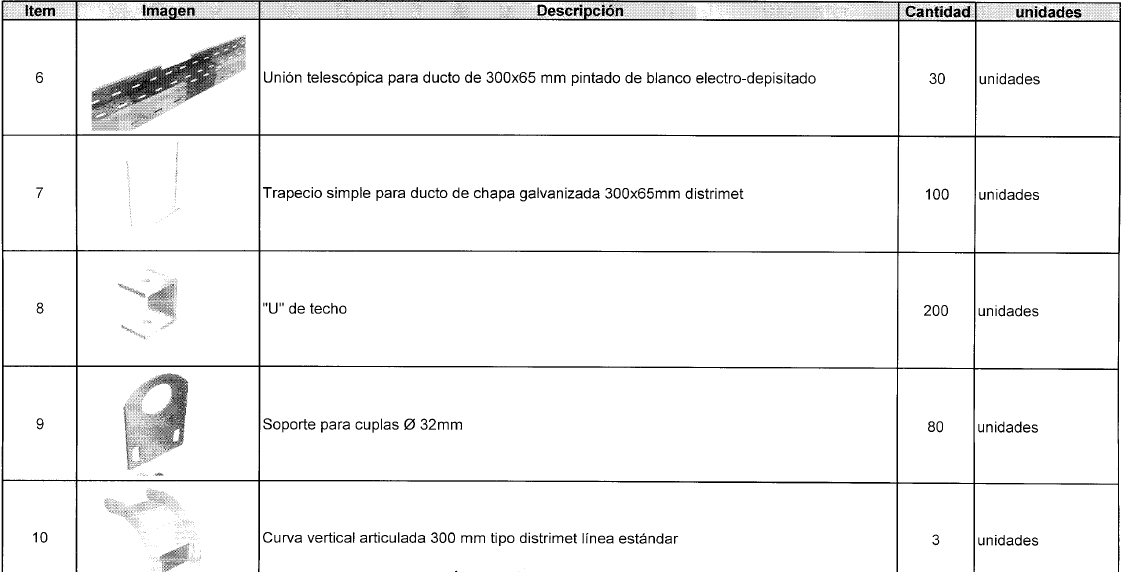 Item Imagen Descripción Cantidad unidades
6 Unión telescópica para ducto de 300x65 mm pintado de blanco electro-depisitado 30 unidades
7 Trapecio simple para ducto de chapa galvanizada 300x65mm distrimet 100 unidades
8 "U" de techo 200 unidades
9 Soporte para cuplas Ø 32mm 80 unidades
10 Curva vertical articulada 300 mm tipo distrimet línea estándar 3 unidades